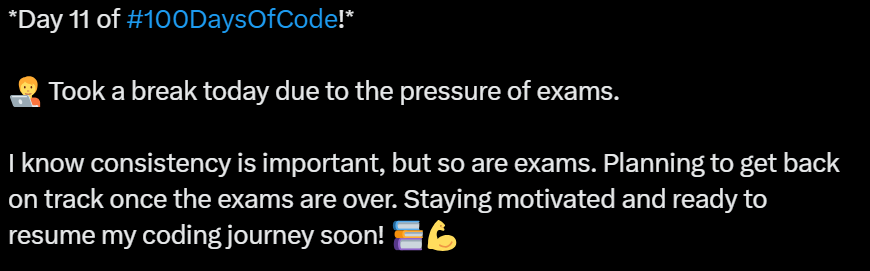 *Day 11 of #100DaysOfCode!*
🧑‍💻 Took a break today due to the pressure of exams.
I know consistency is important, but so are exams. Planning to get back
on track once the exams are over. Staying motivated and ready to
resume my coding journey soon! 📚💪